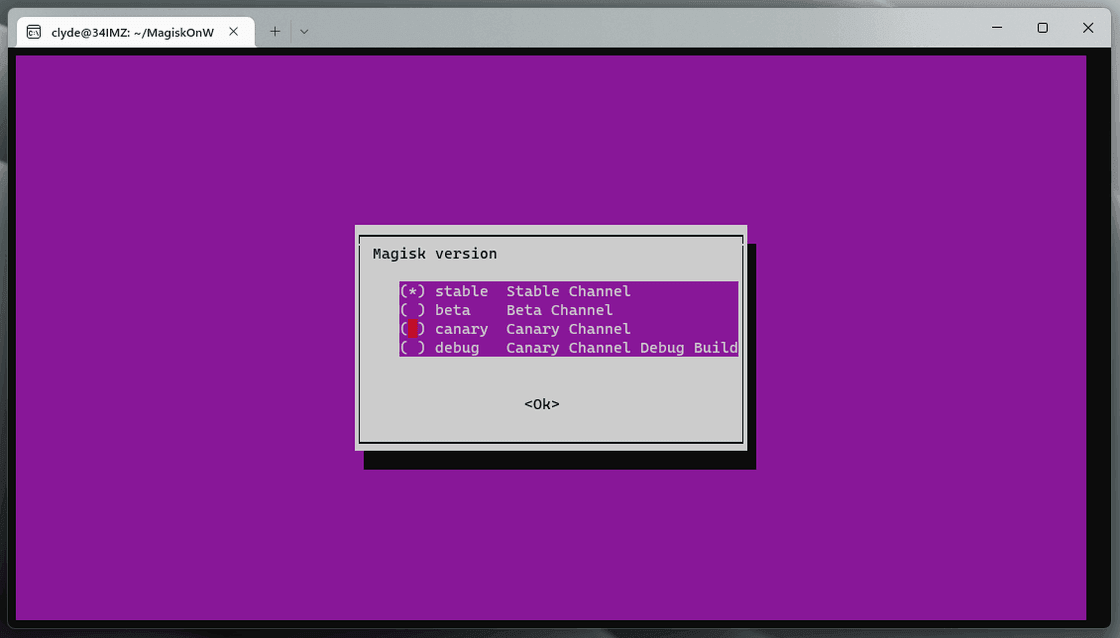 clyde@34IMZ: ~/MagiskOnW
Magisk version
(*) stable Stable Channel
( ) beta Beta Channel
( ) canary Canary Channel
( ) debug Canary Channel Debug Build
<Ok>